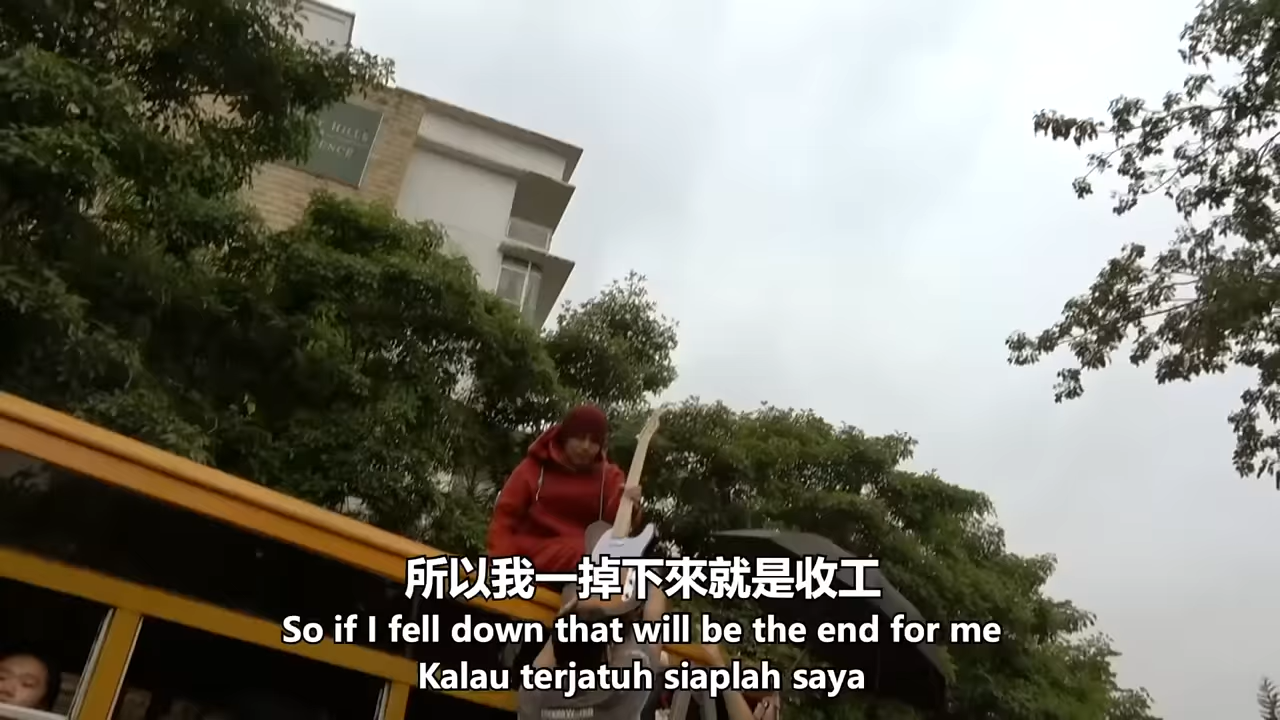 HILLS
所以我一掉下來就是收工
So if I fell down that will be the end for me
Kalau terjatuh siaplah saya